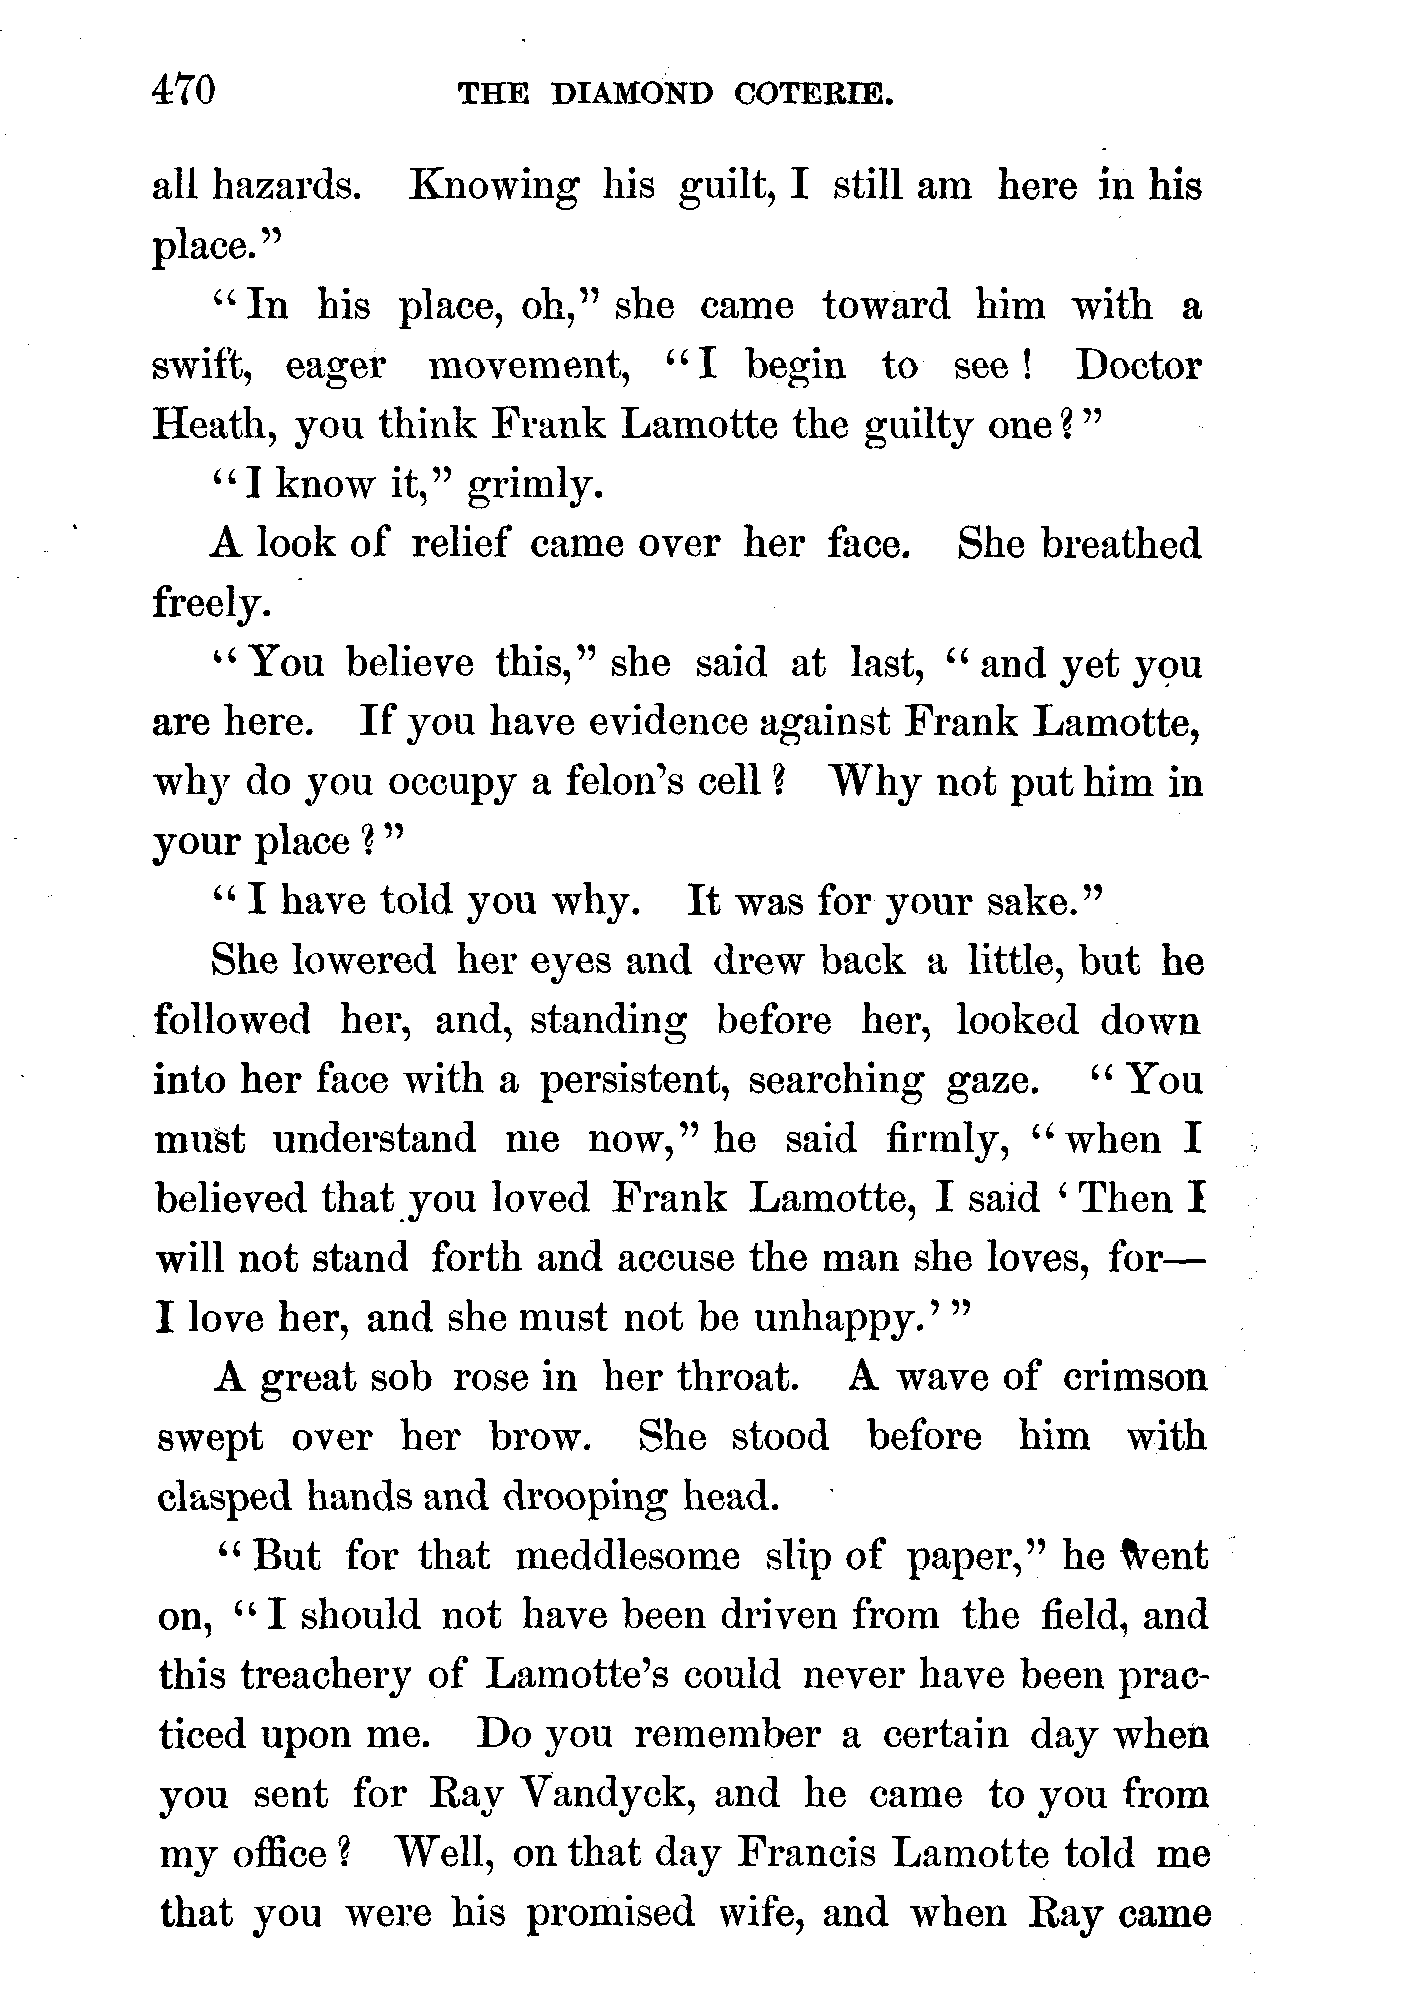 470 THE DIAMOND COTERIE.
all hazards. Knowing his guilt, I still am here in his
place."
"In his place, oh," she came toward him with a
swift, eager movement, "I begin to see! Doctor
Heath, you think Frank Lamotte the guilty one?"
"I know it," grimly.
A look of relief came over her face. She breathed
freely.
"You believe this," she said at last, "and yet you
are here. If you have evidence against Frank Lamotte,
why do you occupy a felon's cell? Why not put him in
your place?"
"I have told you why. It was for your sake."
She lowered her eyes and drew back a little, but he
followed her, and, standing before her, looked down
into her face with a persistent, searching gaze. "You
must understand me now," he said firmly, "when I
believed that you loved Frank Lamotte, I said 'Then I
will not stand forth and accuse the man she loves, for—
I love her, and she must not be unhappy.'"
A great sob rose in her throat. A wave of crimson
swept over her brow. She stood before him with
clasped hands and drooping head.
"But for that meddlesome slip of paper," he went
on, "I should not have been driven from the field, and
this treachery of Lamotte's could never have been prac-
ticed upon me. Do you remember a certain day when
you sent for Ray Vandyck, and he came to you from
my office? Well, on that day Francis Lamotte told me
that you were his promised wife, and when Ray came